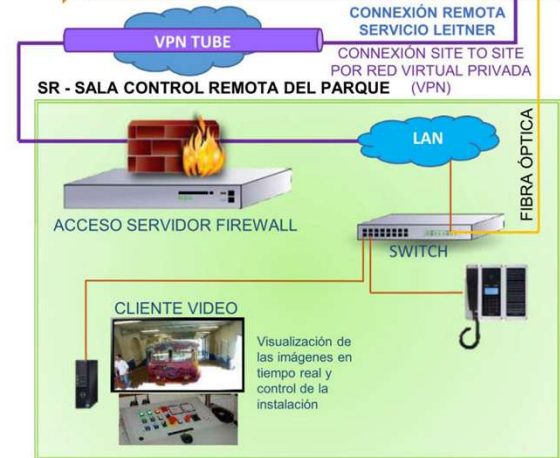 CONNEXIÓN REMOTA
SERVICIO LEITNER
VPN TUBE
CONNEXIÓN SITE TO SITE
POR RED VIRTUAL PRIVADA
(VPN)
SR - SALA CONTROL REMOTA DEL PARQUE
LAN
FIBRA ÓPTICA
ACCESO SERVIDOR FIREWALL
SWITCH
CLIENTE VIDEO
Visualización de
las imágenes en
tiempo real y
control de la
instalación